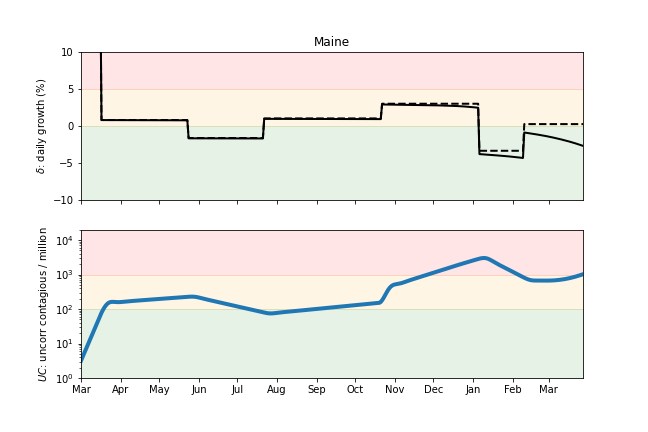 Maine
10
5
0
−5
−10
δ: daily growth (%)
10⁴
10³
10²
10¹
10⁰
UC: uncorr contagious / million
Mar Apr May Jun Jul Aug Sep Oct Nov Dec Jan Feb Mar